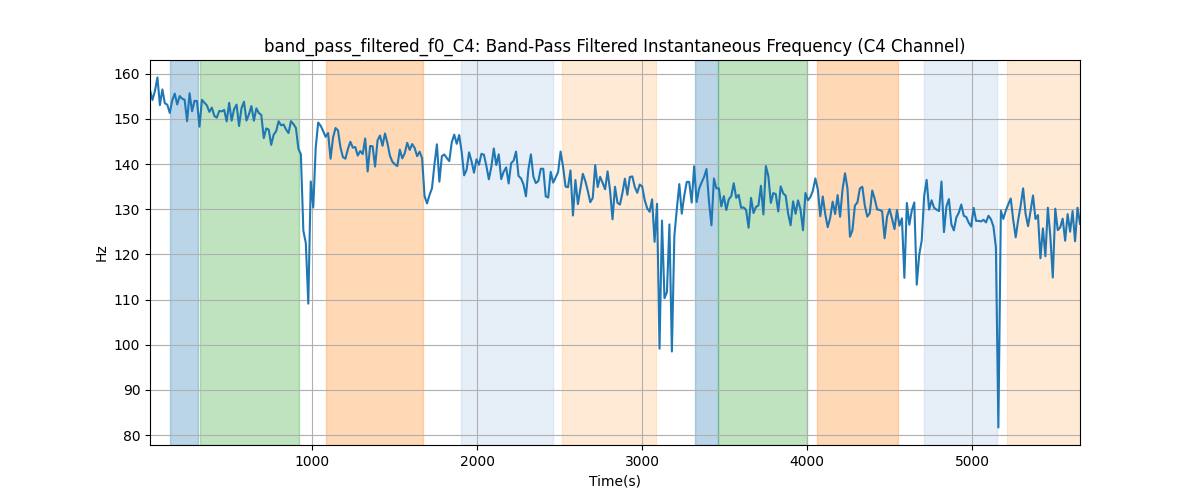 band_pass_filtered_f0_C4: Band-Pass Filtered Instantaneous Frequency (C4 Channel)
160
150
140
130
120
110
100
90
80
Hz
1000 2000 3000 4000 5000
Time(s)